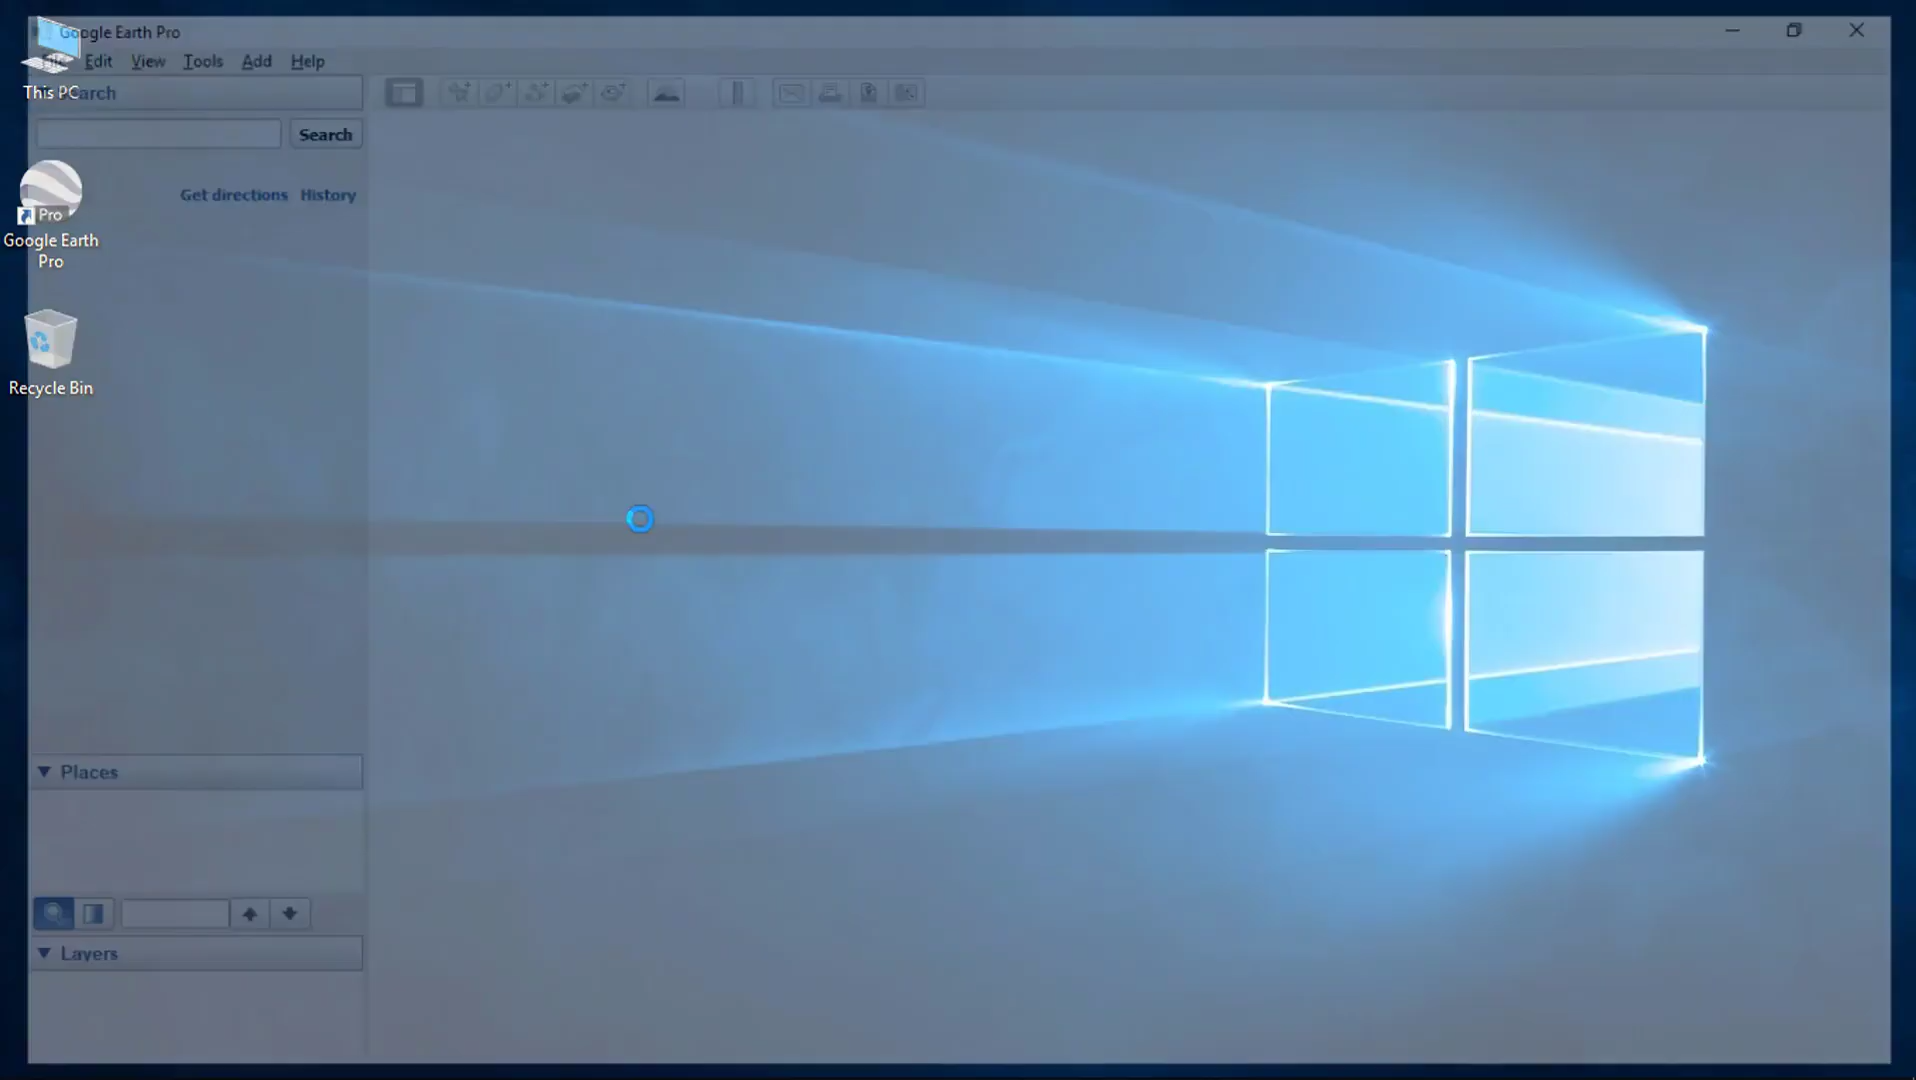 Google Earth Pro
File Edit View Tools Add Help
This PC
Search
Search
Get directions History
Pro
Google Earth
Pro
Recycle Bin
Places
Layers